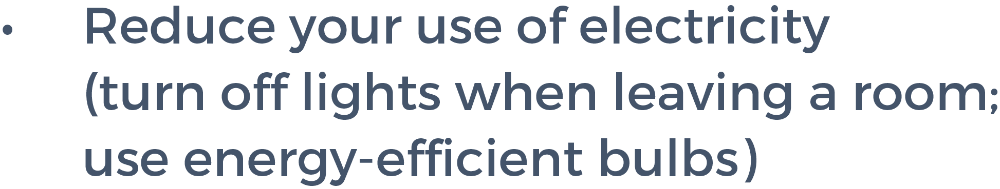 • Reduce your use of electricity
(turn off lights when leaving a room;
use energy-efficient bulbs)